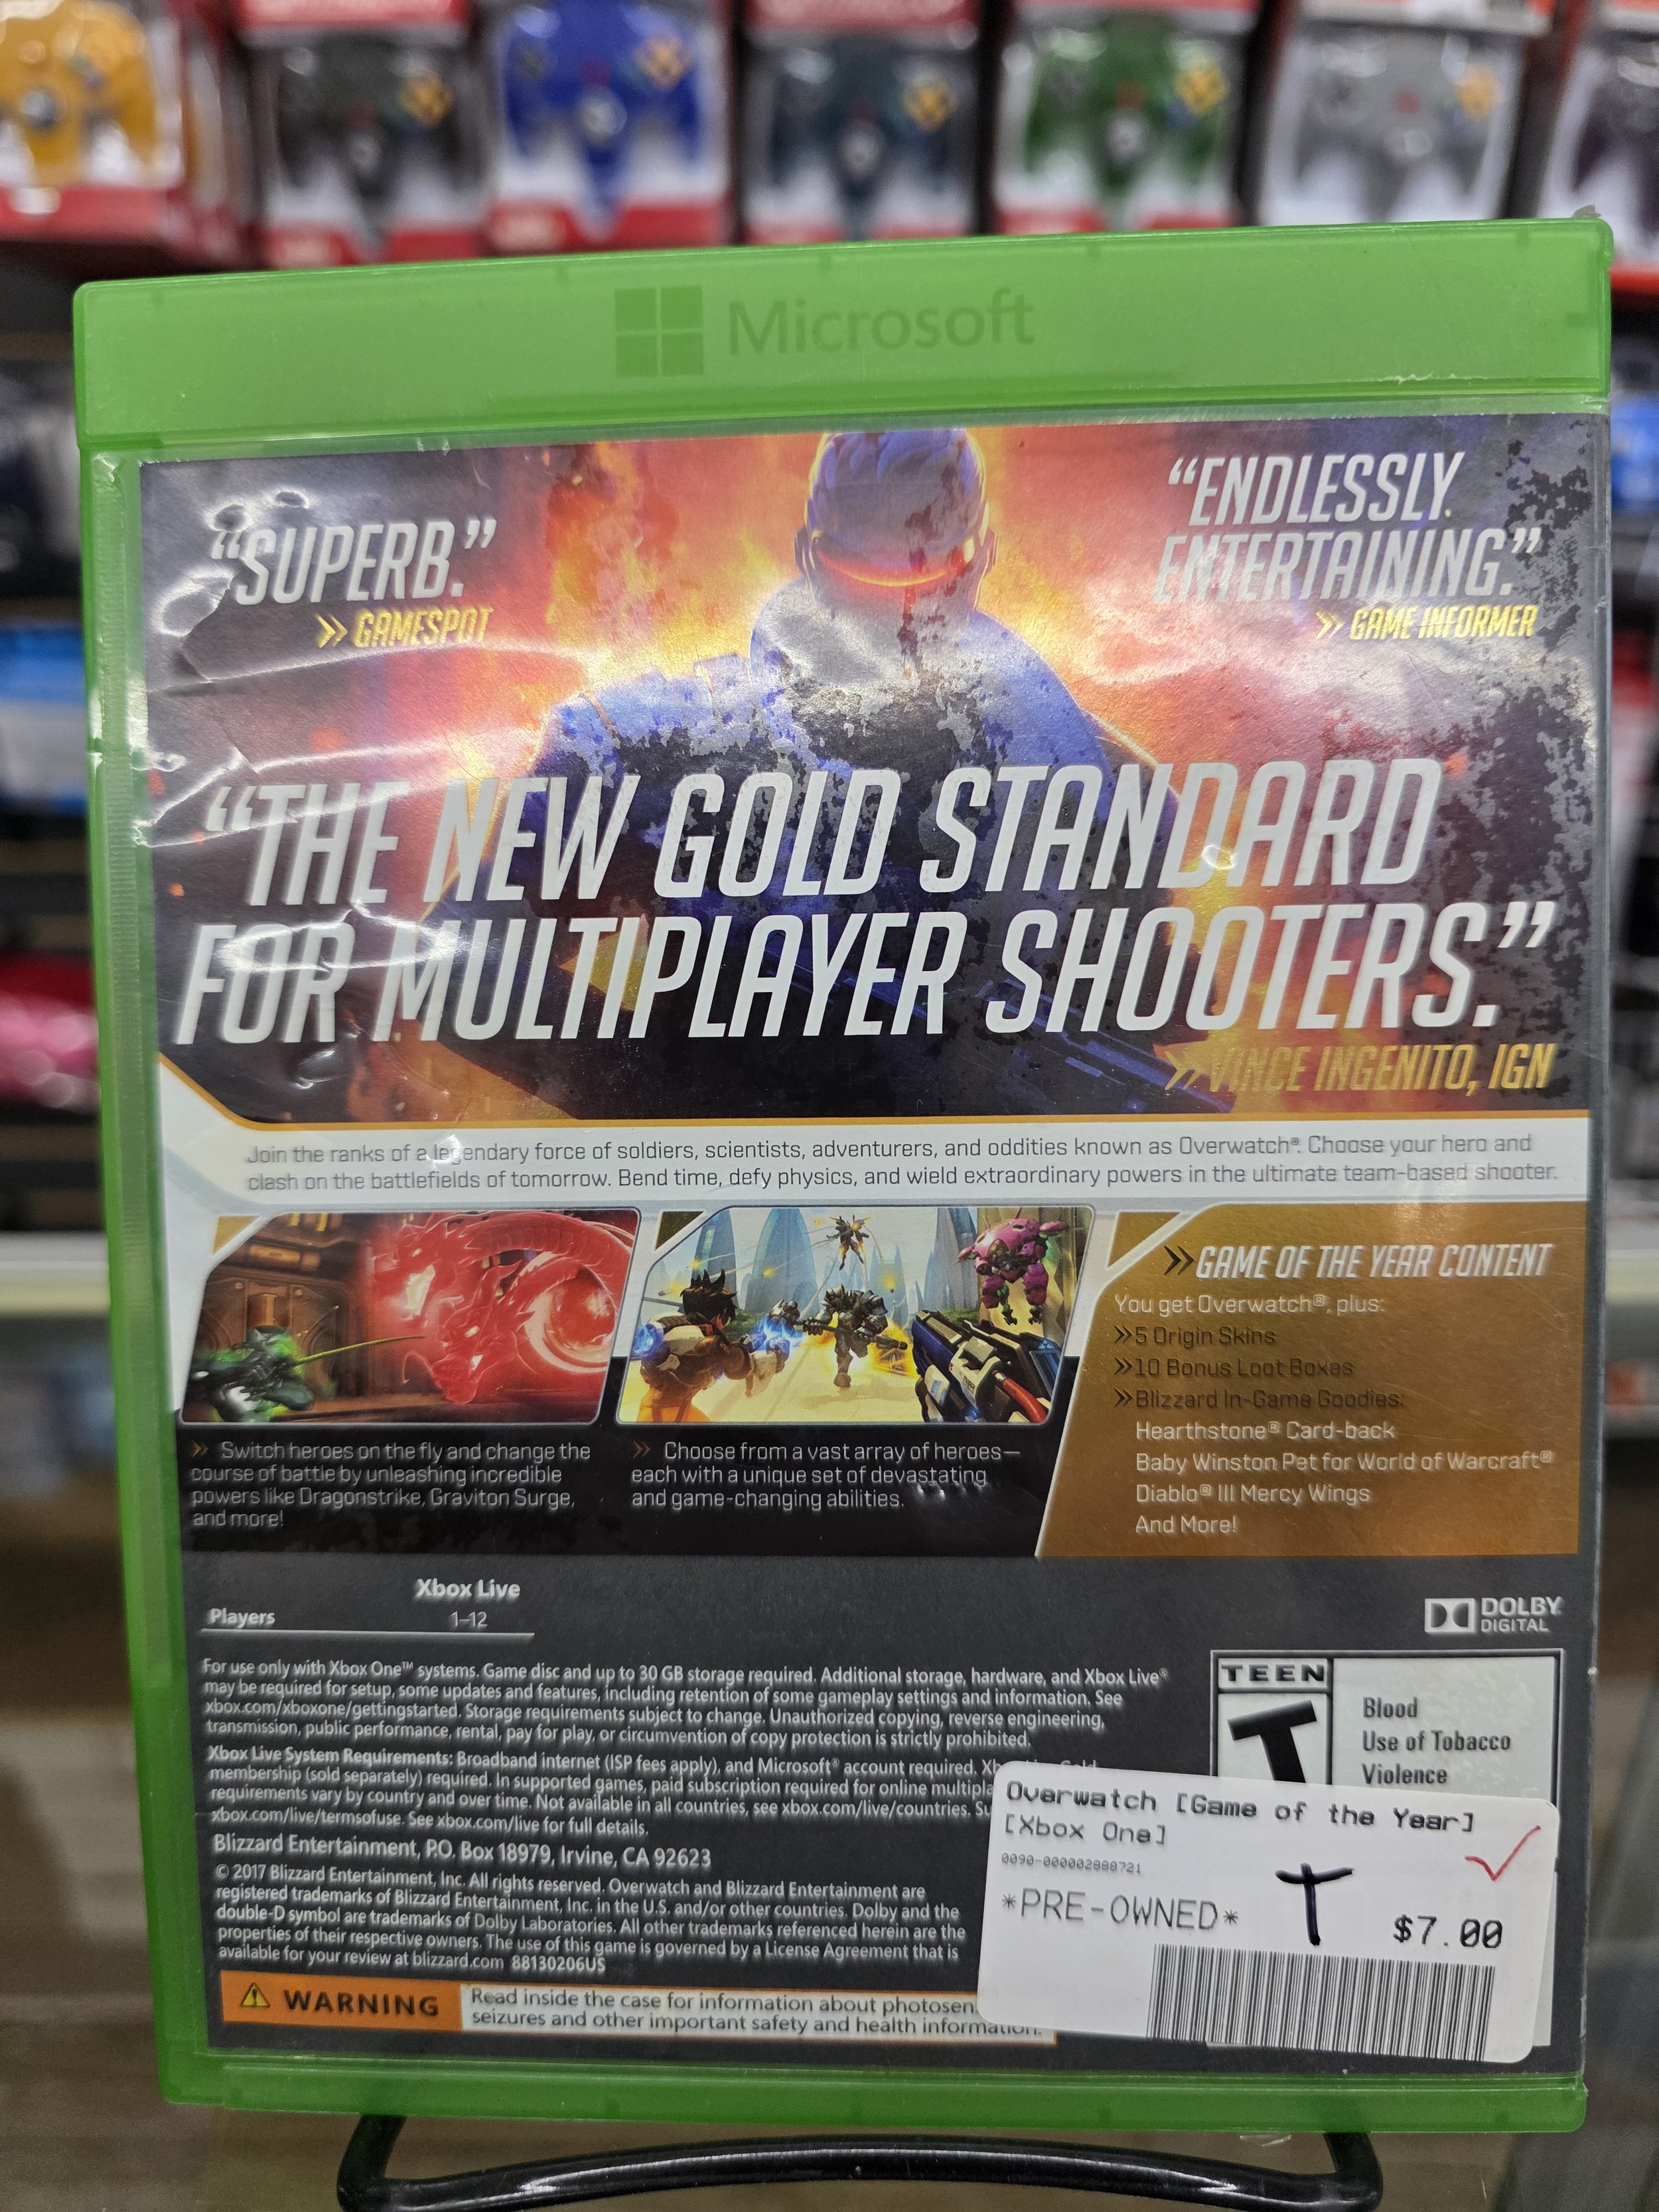 Microsoft
“SUPERB.”
» GAMESPOT
“ENDLESSLY
ENTERTAINING.”
» GAME INFORMER
“THE NEW GOLD STANDARD
FOR MULTIPLAYER SHOOTERS.”
» VINCE INGENITO, IGN
Join the ranks of a legendary force of soldiers, scientists, adventurers, and oddities known as Overwatch®. Choose your hero and
clash on the battlefields of tomorrow. Bend time, defy physics, and wield extraordinary powers in the ultimate team-based shooter.
» Switch heroes on the fly and change the
course of battle by unleashing incredible
powers like Dragonstrike, Graviton Surge,
and more!
» Choose from a vast array of heroes—
each with a unique set of devastating
and game-changing abilities.
» GAME OF THE YEAR CONTENT
You get Overwatch®, plus:
» 5 Origin Skins
» 10 Bonus Loot Boxes
» Blizzard In-Game Goodies:
Hearthstone® Card-back
Baby Winston Pet for World of Warcraft®
Diablo® III Mercy Wings
And More!
Xbox Live
Players 1–12
DOLBY
DIGITAL
For use only with Xbox One™ systems. Game disc and up to 30 GB storage required. Additional storage, hardware, and Xbox Live®
may be required for setup, some updates and features, including retention of some gameplay settings and information. See
xbox.com/xboxone/gettingstarted. Storage requirements subject to change. Unauthorized copying, reverse engineering,
transmission, public performance, rental, pay for play, or circumvention of copy protection is strictly prohibited.
Xbox Live System Requirements: Broadband internet (ISP fees apply), and Microsoft® account required.
membership (sold separately) required. In supported games, paid subscription required for online
requirements vary by country and over time. Not available in all countries, see xbox.com/live/countries.
xbox.com/live/termsofuse. See xbox.com/live for full details.
Blizzard Entertainment, P.O. Box 18979, Irvine, CA 92623
© 2017 Blizzard Entertainment, Inc. All rights reserved. Overwatch and Blizzard Entertainment are
registered trademarks of Blizzard Entertainment, Inc. in the U.S. and/or other countries. Dolby and the
double-D symbol are trademarks of Dolby Laboratories. All other trademarks referenced herein are the
properties of their respective owners. The use of this game is governed by a License Agreement that is
available for your review at blizzard.com 88130206US
WARNING
Read inside the case for information about
seizures and other important safety and health information.
TEEN
T
Blood
Use of Tobacco
Violence
Overwatch [Game of the Year]
[Xbox One]
0090-000002888721
*PRE-OWNED*
T
$7.00